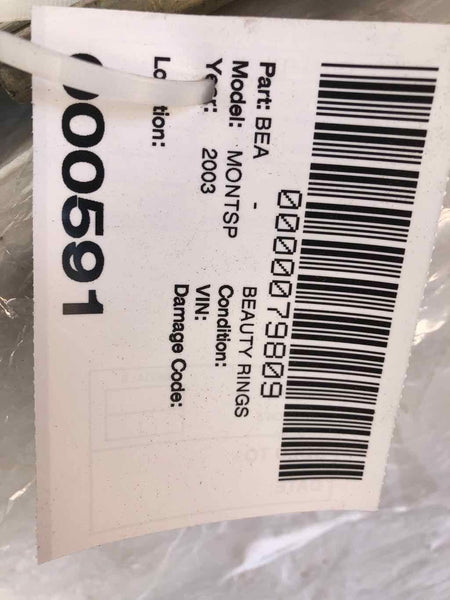 0000079809
Part: BEA - BEAUTY RINGS
Model: MONTSP Condition:
Year: 2003 VIN:
Damage Code:
Location:
000591